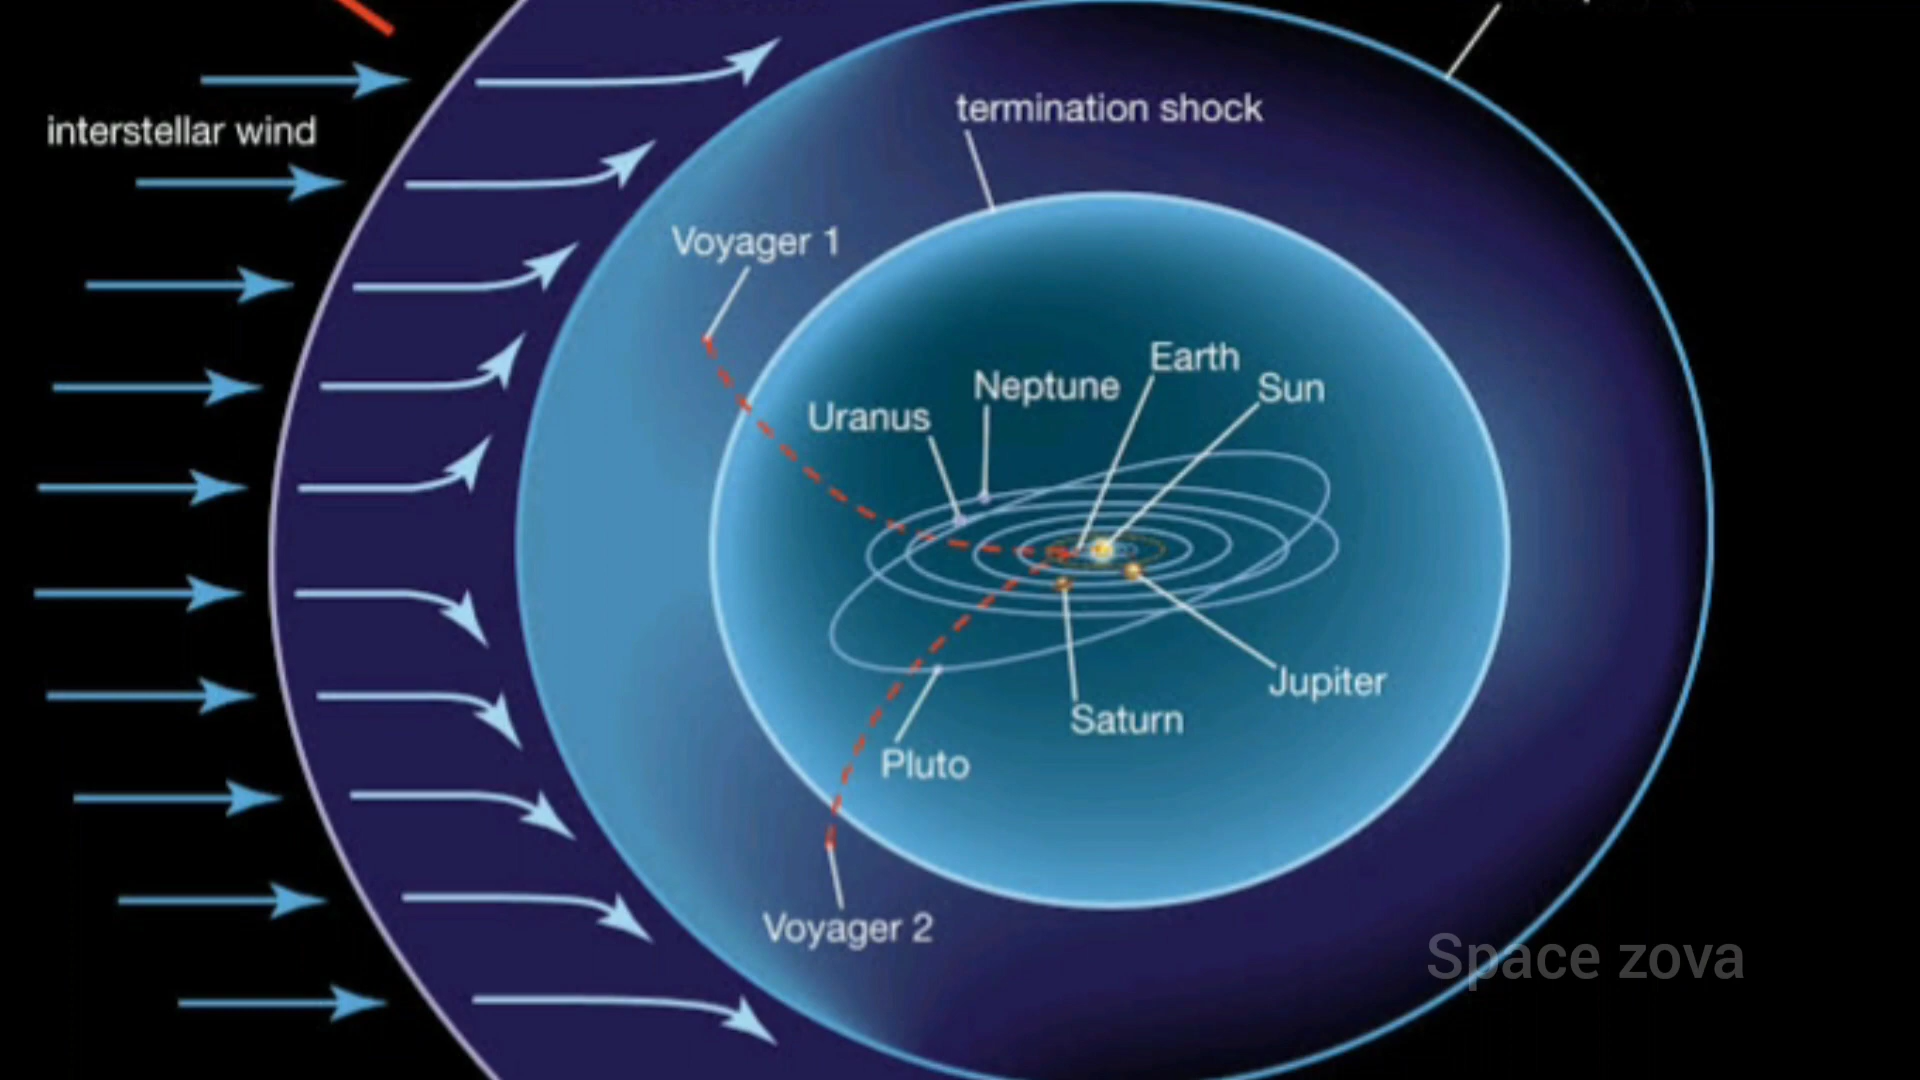 interstellar wind
termination shock
Voyager 1
Earth
Sun
Neptune
Uranus
Jupiter
Saturn
Pluto
Voyager 2
Space zova